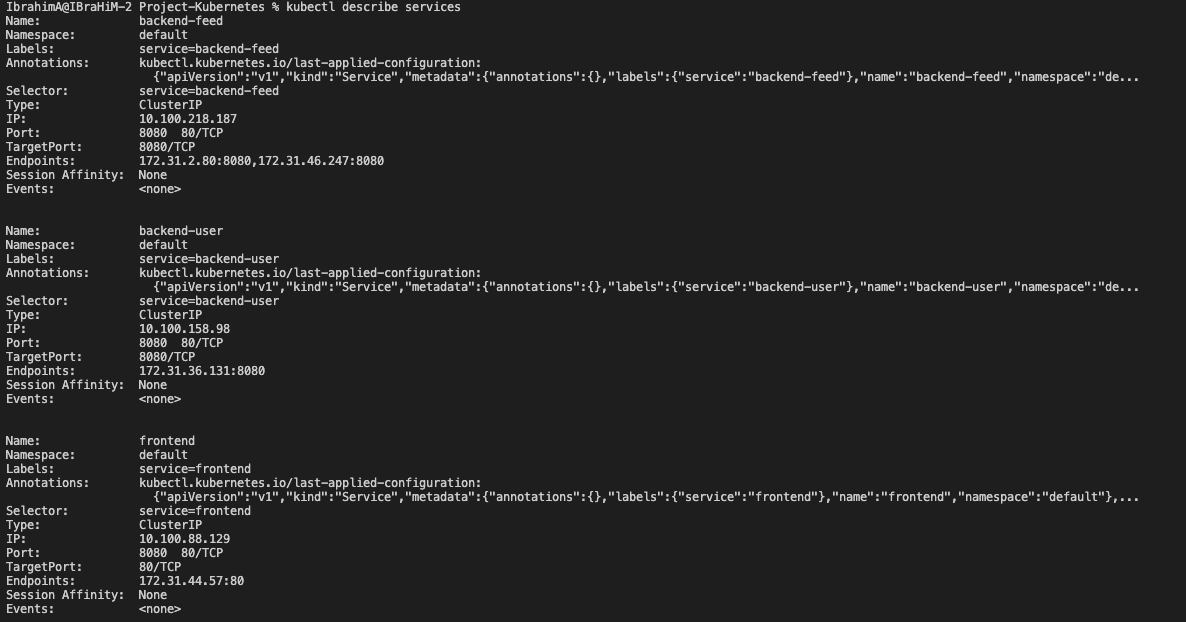 IbrahimA@IBraHiM-2 Project-Kubernetes % kubectl describe services
Name:              backend-feed
Namespace:         default
Labels:            service=backend-feed
Annotations:       kubectl.kubernetes.io/last-applied-configuration:
                     {"apiVersion":"v1","kind":"Service","metadata":{"annotations":{},"labels":{"service":"backend-feed"},"name":"backend-feed","namespace":"de...
Selector:          service=backend-feed
Type:              ClusterIP
IP:                10.100.218.187
Port:              8080  80/TCP
TargetPort:        8080/TCP
Endpoints:         172.31.2.80:8080,172.31.46.247:8080
Session Affinity:  None
Events:            <none>
Name:              backend-user
Namespace:         default
Labels:            service=backend-user
Annotations:       kubectl.kubernetes.io/last-applied-configuration:
                     {"apiVersion":"v1","kind":"Service","metadata":{"annotations":{},"labels":{"service":"backend-user"},"name":"backend-user","namespace":"de...
Selector:          service=backend-user
Type:              ClusterIP
IP:                10.100.158.98
Port:              8080  80/TCP
TargetPort:        8080/TCP
Endpoints:         172.31.36.131:8080
Session Affinity:  None
Events:            <none>
Name:              frontend
Namespace:         default
Labels:            service=frontend
Annotations:       kubectl.kubernetes.io/last-applied-configuration:
                     {"apiVersion":"v1","kind":"Service","metadata":{"annotations":{},"labels":{"service":"frontend"},"name":"frontend","namespace":"default"},...
Selector:          service=frontend
Type:              ClusterIP
IP:                10.100.88.129
Port:              8080  80/TCP
TargetPort:        80/TCP
Endpoints:         172.31.44.57:80
Session Affinity:  None
Events:            <none>